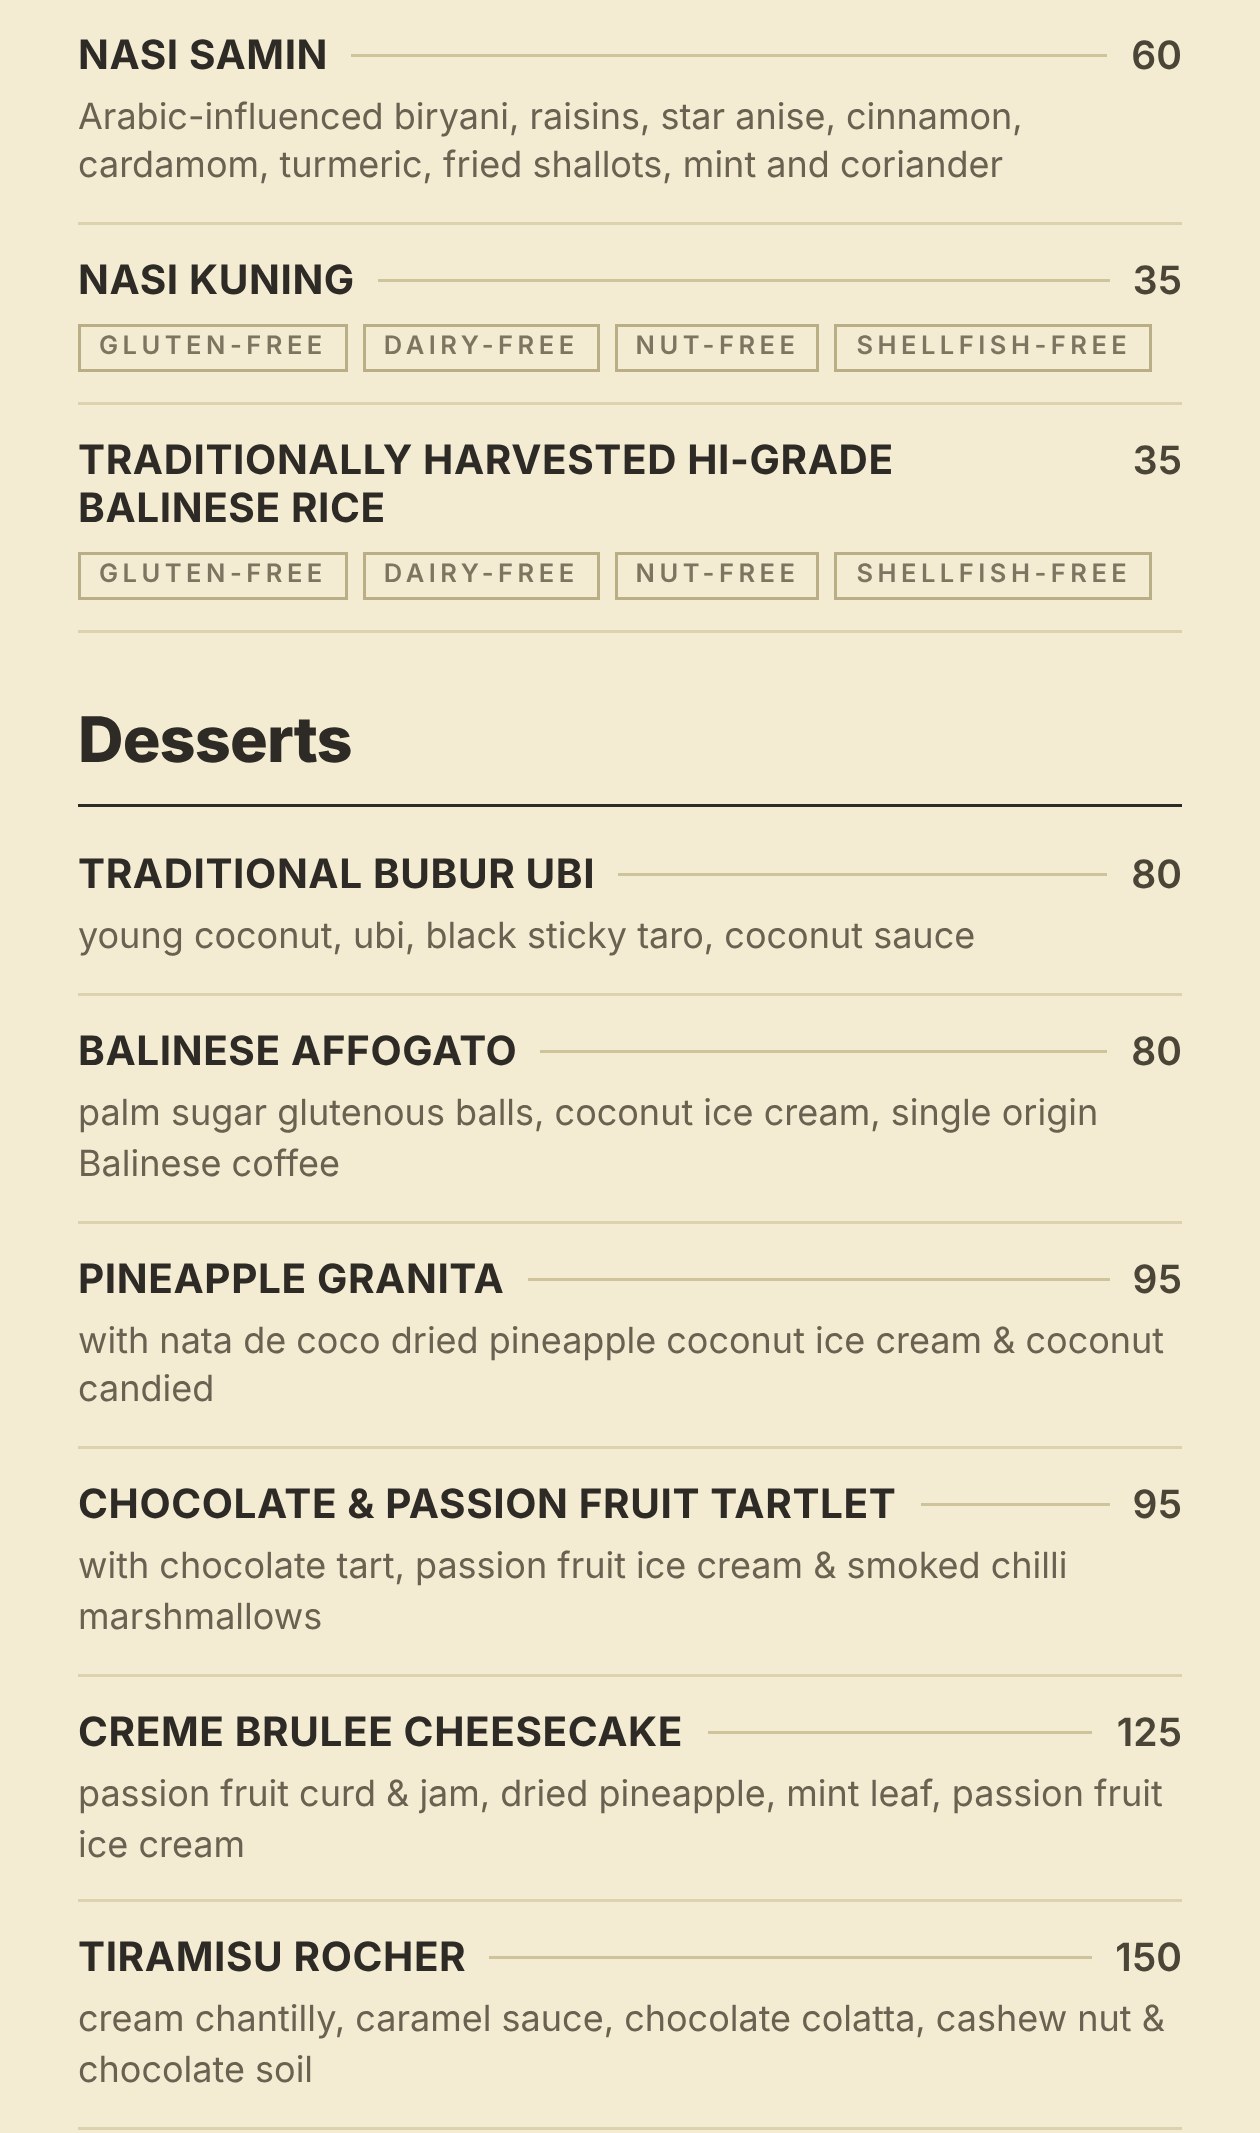 NASI SAMIN 60
Arabic-influenced biryani, raisins, star anise, cinnamon,
cardamom, turmeric, fried shallots, mint and coriander
NASI KUNING 35
GLUTEN-FREE DAIRY-FREE NUT-FREE SHELLFISH-FREE
TRADITIONALLY HARVESTED HI-GRADE 35
BALINESE RICE
GLUTEN-FREE DAIRY-FREE NUT-FREE SHELLFISH-FREE
Desserts
TRADITIONAL BUBUR UBI 80
young coconut, ubi, black sticky taro, coconut sauce
BALINESE AFFOGATO 80
palm sugar glutenous balls, coconut ice cream, single origin
Balinese coffee
PINEAPPLE GRANITA 95
with nata de coco dried pineapple coconut ice cream & coconut
candied
CHOCOLATE & PASSION FRUIT TARTLET 95
with chocolate tart, passion fruit ice cream & smoked chilli
marshmallows
CREME BRULEE CHEESECAKE 125
passion fruit curd & jam, dried pineapple, mint leaf, passion fruit
ice cream
TIRAMISU ROCHER 150
cream chantilly, caramel sauce, chocolate colatta, cashew nut &
chocolate soil